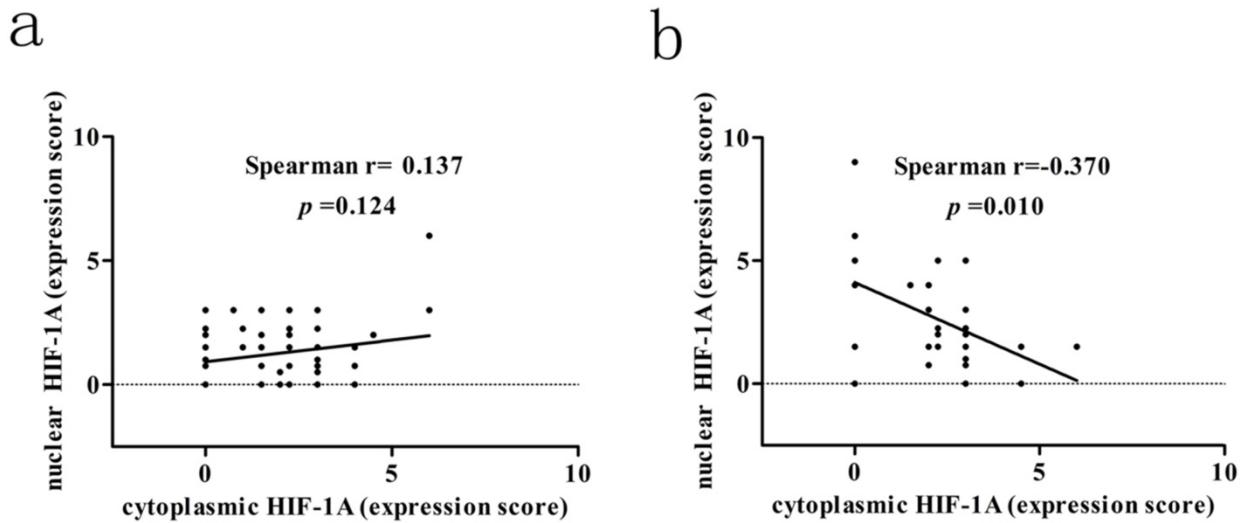 a
nuclear HIF-1A (expression score)
10
5
0
Spearman r= 0.137
p =0.124
0
5
10
cytoplasmic HIF-1A (expression score)
b
nuclear HIF-1A (expression score)
10
5
0
Spearman r=-0.370
p =0.010
0
5
10
cytoplasmic HIF-1A (expression score)